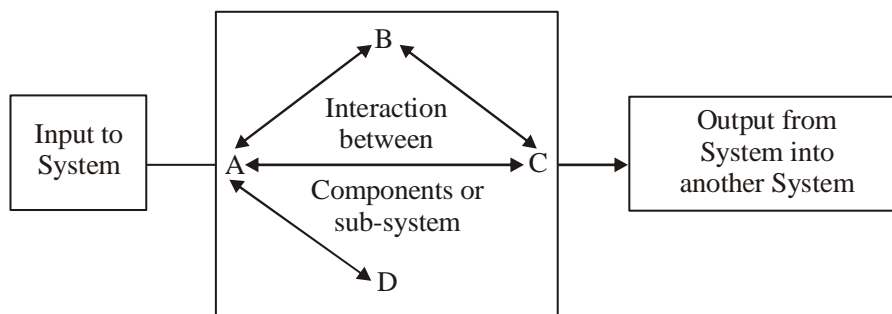 B
Input to
System
Interaction
between
A
C
Components or
sub-system
D
Output from
System into
another System